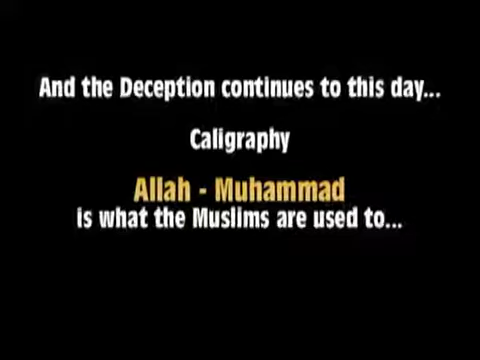 And the Deception continues to this day...
Caligraphy
Allah - Muhammad
is what the Muslims are used to...